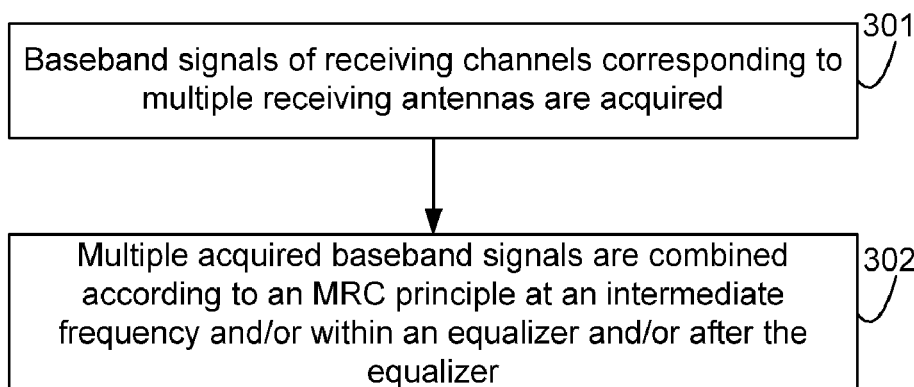 301
Baseband signals of receiving channels corresponding to
multiple receiving antennas are acquired
302
Multiple acquired baseband signals are combined
according to an MRC principle at an intermediate
frequency and/or within an equalizer and/or after the
equalizer